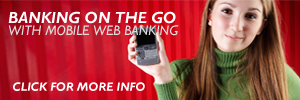 BANKING ON THE GO
WITH MOBILE WEB BANKING
CLICK FOR MORE INFO